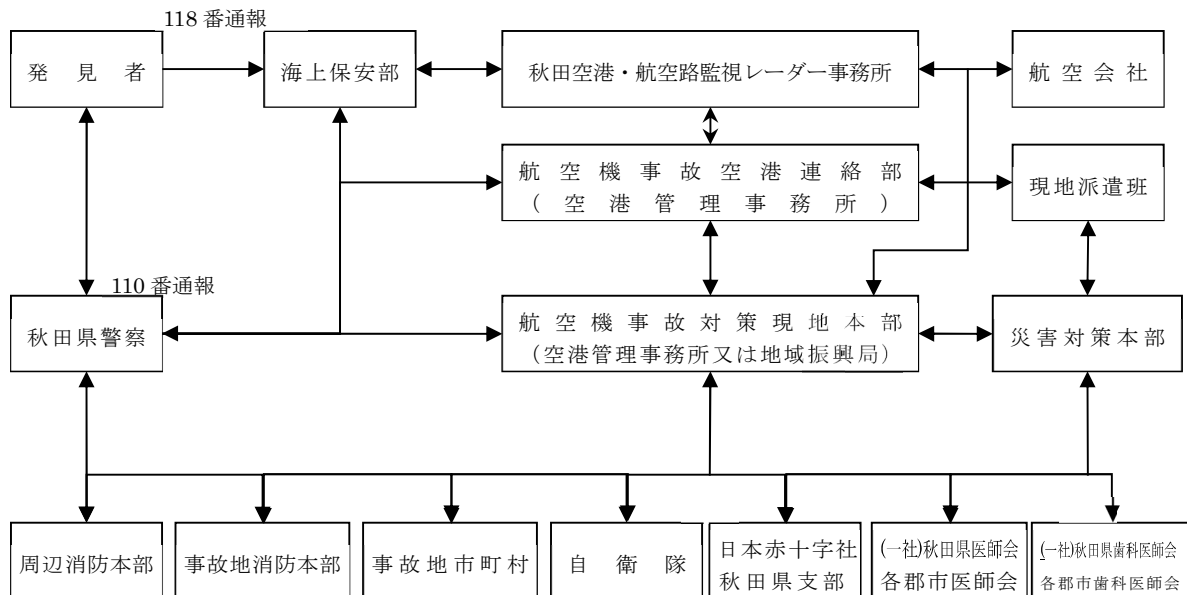 118 番通報
発見者
海上保安部
秋田空港・航空路監視レーダー事務所
航空会社
航空機事故空港連絡部
(空港管理事務所)
現地派遣班
110 番通報
秋田県警察
航空機事故対策現地本部
(空港管理事務所又は地域振興局)
災害対策本部
周辺消防本部
事故地消防本部
事故地市町村
自衛隊
日本赤十字社
秋田県支部
(一社)秋田県医師会
各郡市医師会
(一社)秋田県歯科医師会
各郡市歯科医師会